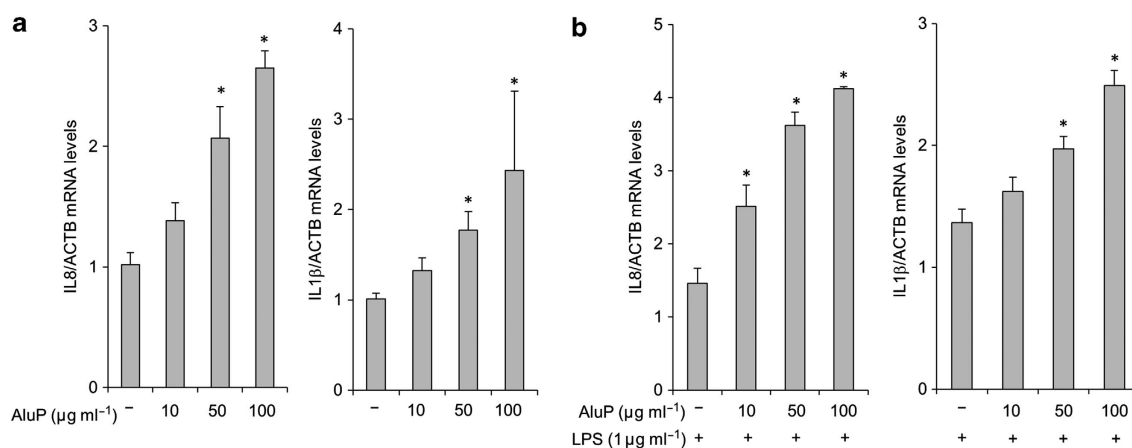 a
b
IL8/ACTB mRNA levels
3
2
1
0
* *
IL1β/ACTB mRNA levels
4
3
2
1
0
* *
IL8/ACTB mRNA levels
5
4
3
2
1
0
* * *
IL1β/ACTB mRNA levels
3
2
1
0
* *
AluP (µg ml⁻¹) – 10 50 100
– 10 50 100
AluP (µg ml⁻¹) – 10 50 100
– 10 50 100
LPS (1 µg ml⁻¹) + + + +
+ + + +